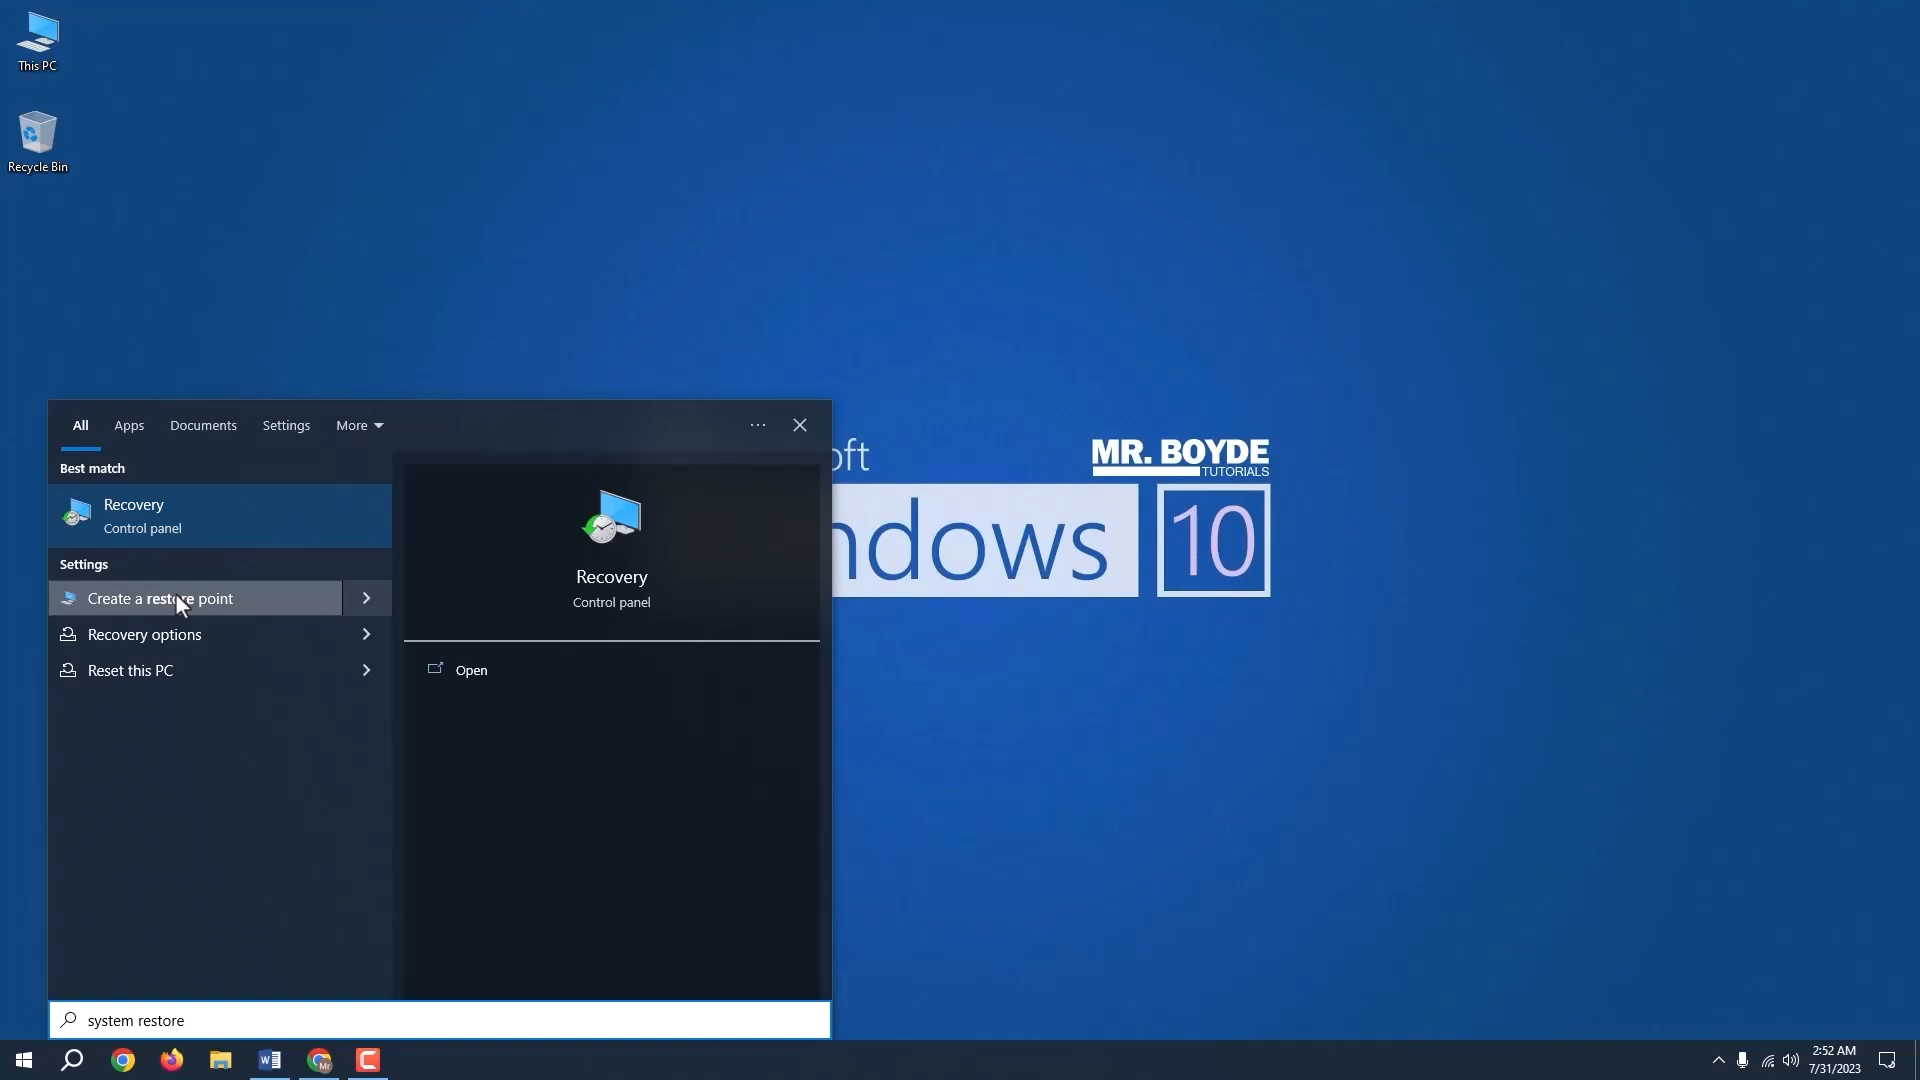 This PC
Recycle Bin
All Apps Documents Settings More
Best match
Recovery
Control panel
Settings
Create a restore point
Recovery options
Reset this PC
Recovery
Control panel
Open
system restore
oft
ndows 10
MR. BOYDE
TUTORIALS
Mr
2:52 AM
7/31/2023